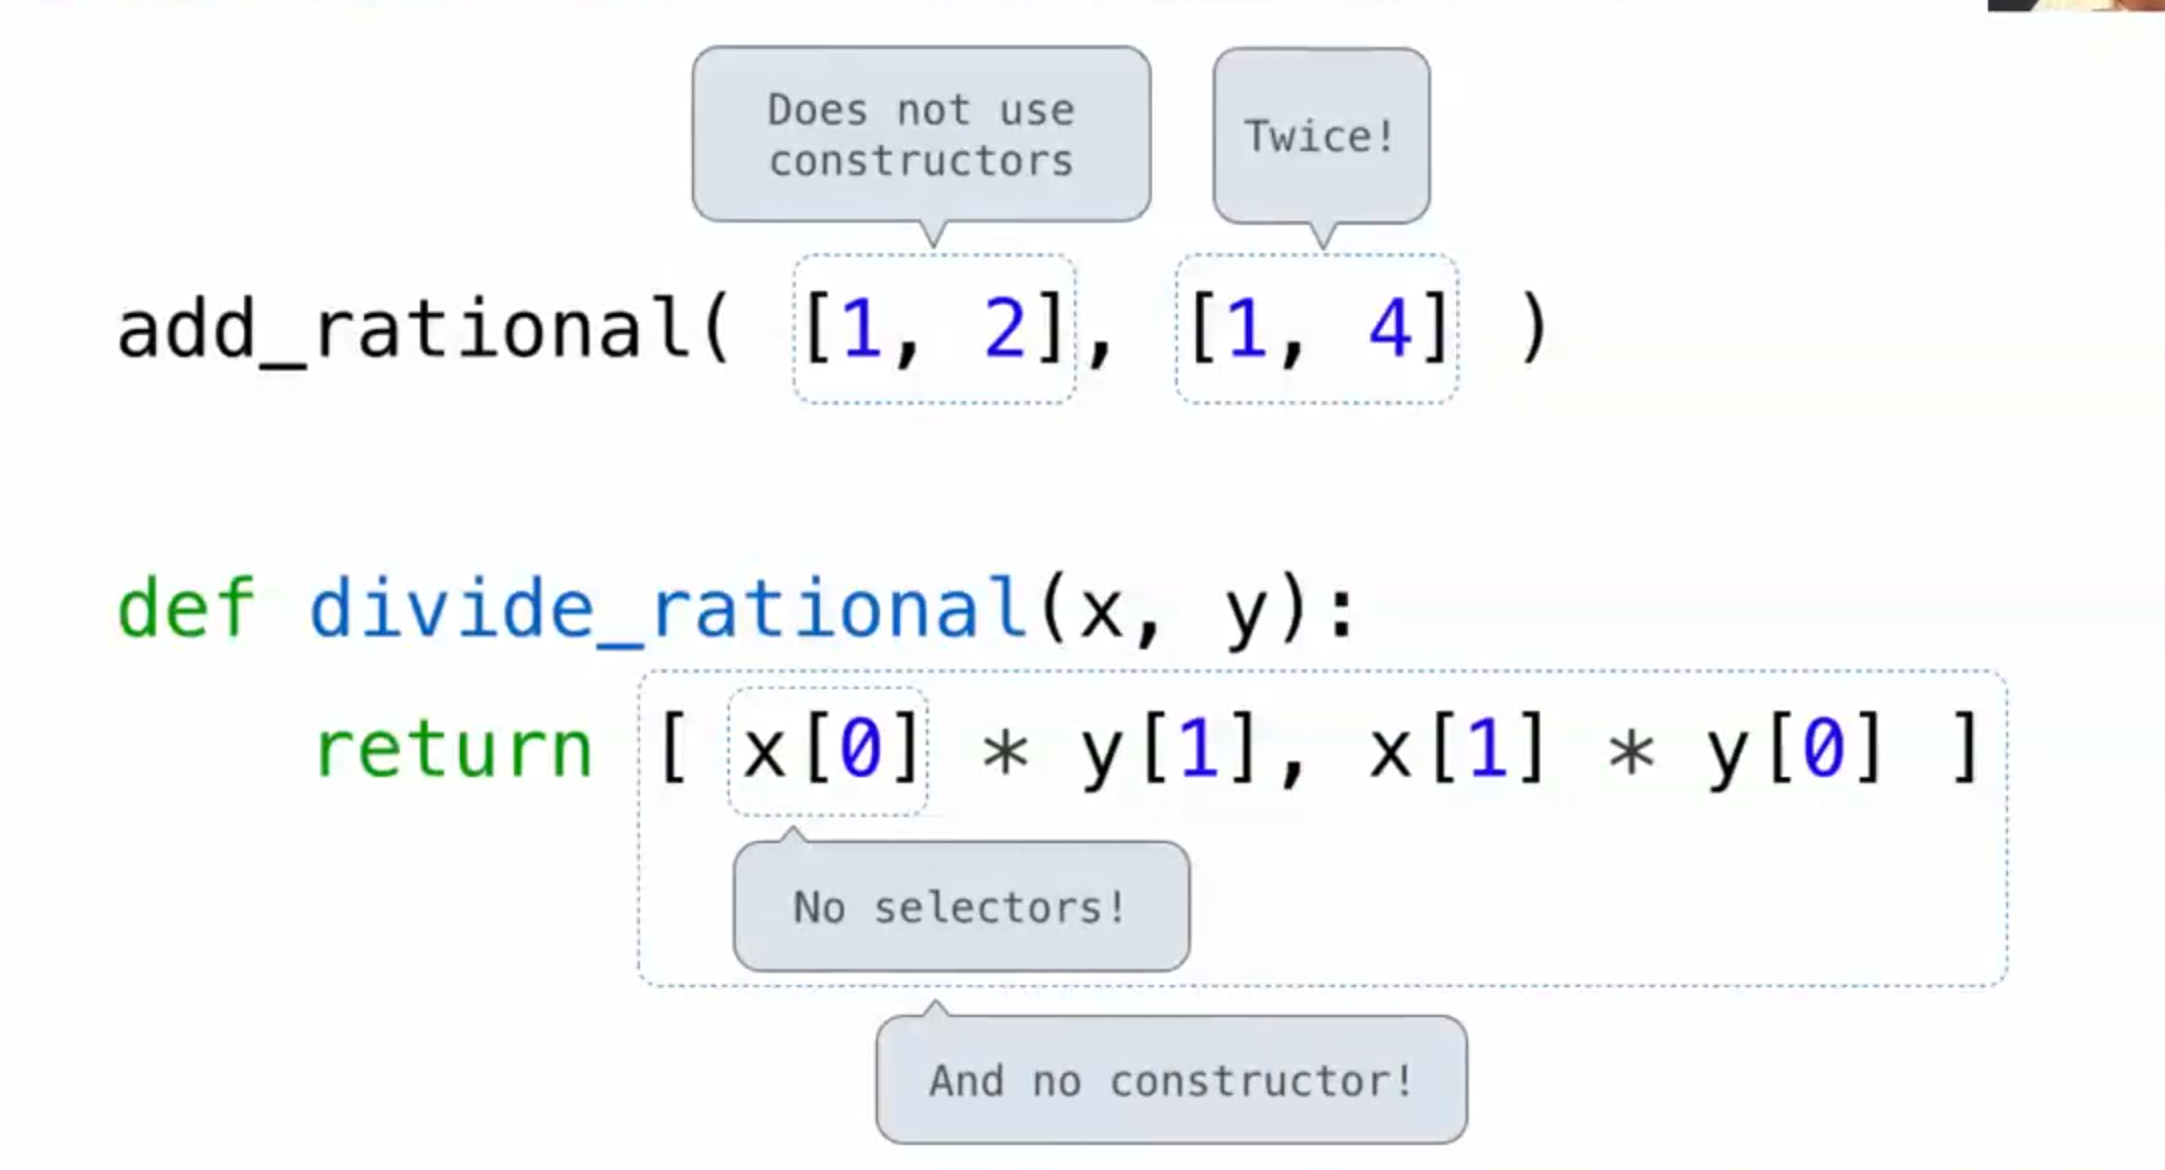 Does not use
constructors
Twice!
add_rational( [1, 2], [1, 4] )
def divide_rational(x, y):
return [ x[0] * y[1], x[1] * y[0] ]
No selectors!
And no constructor!